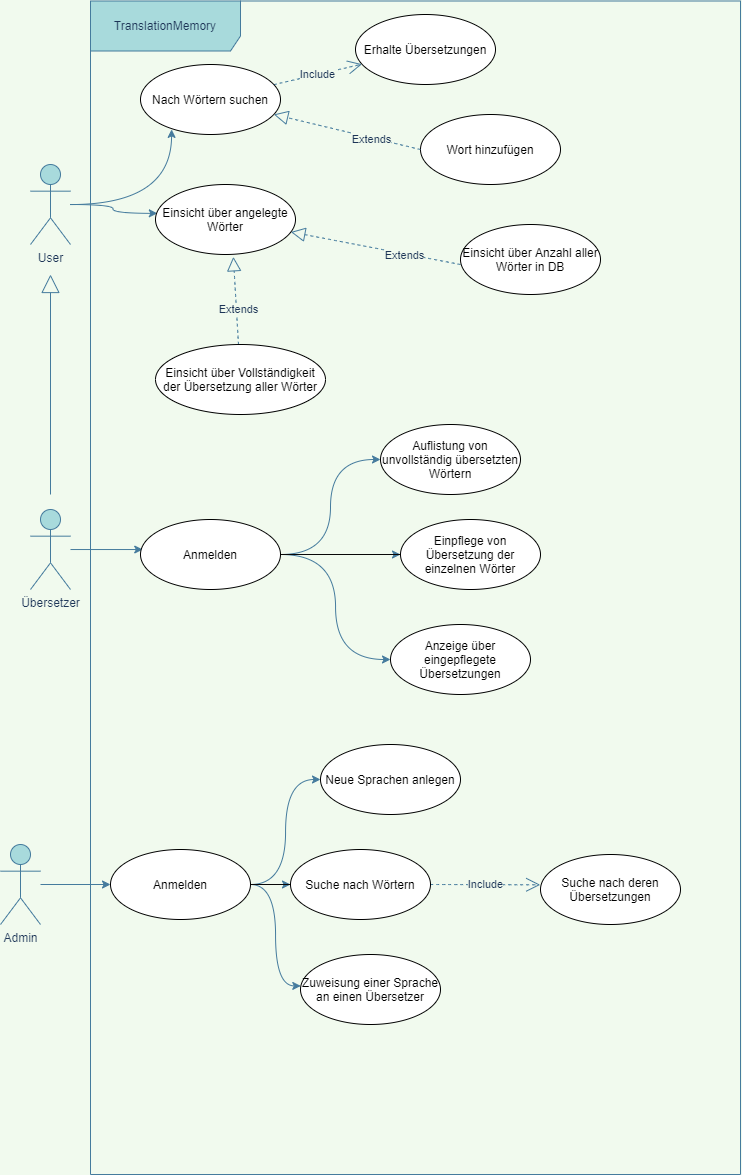 TranslationMemory
Erhalte Übersetzungen
Include
Nach Wörtern suchen
Extends
Wort hinzufügen
Einsicht über angelegte
Wörter
User
Extends
Einsicht über Anzahl aller
Wörter in DB
Extends
Einsicht über Vollständigkeit
der Übersetzung aller Wörter
Auflistung von
unvollständig übersetzten
Wörtern
Anmelden
Einpflege von
Übersetzung der
einzelnen Wörter
Übersetzer
Anzeige über
eingepflegete
Übersetzungen
Neue Sprachen anlegen
Anmelden
Suche nach Wörtern
Include
Suche nach deren
Übersetzungen
Admin
Zuweisung einer Sprache
an einen Übersetzer